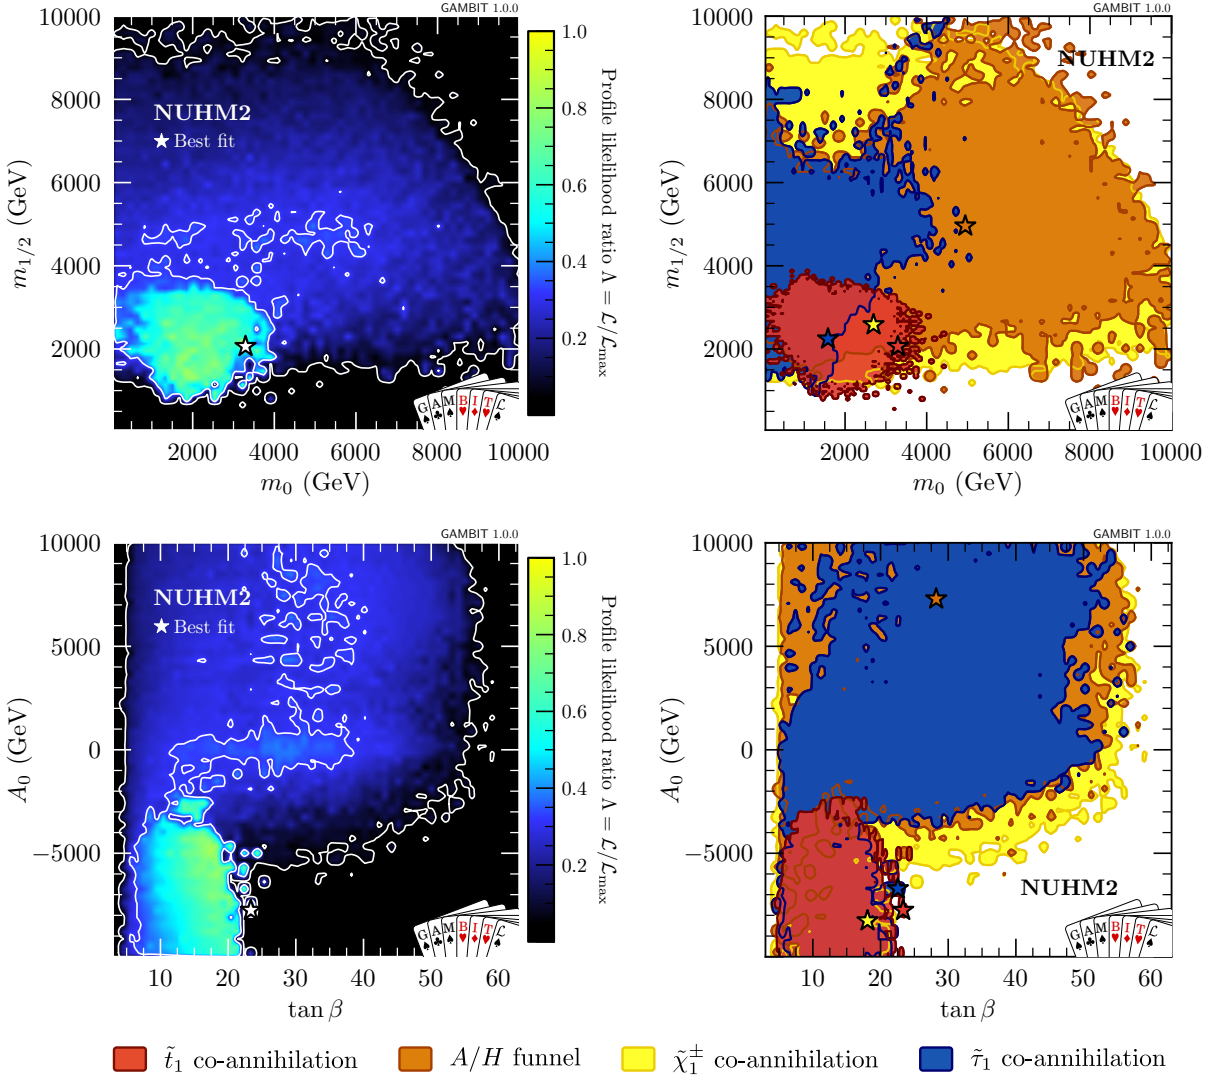 GAMBIT 1.0.0
10000
8000
6000
4000
2000
m₁/₂ (GeV)
NUHM2
Best fit
2000 4000 6000 8000 10000
m₀ (GeV)
1.0
0.8
0.6
0.4
0.2
Profile likelihood ratio Λ = ℒ/ℒmax
G A M B I T ℒ
GAMBIT 1.0.0
10000
8000
6000
4000
2000
m₁/₂ (GeV)
NUHM2
2000 4000 6000 8000 10000
m₀ (GeV)
G A M B I T ℒ
GAMBIT 1.0.0
10000
5000
0
−5000
A₀ (GeV)
NUHM2
Best fit
10 20 30 40 50 60
tan β
1.0
0.8
0.6
0.4
0.2
Profile likelihood ratio Λ = ℒ/ℒmax
G A M B I T ℒ
GAMBIT 1.0.0
10000
5000
0
−5000
A₀ (GeV)
NUHM2
10 20 30 40 50 60
tan β
G A M B I T ℒ
t̃₁ co-annihilation
A/H funnel
χ̃₁± co-annihilation
τ̃₁ co-annihilation